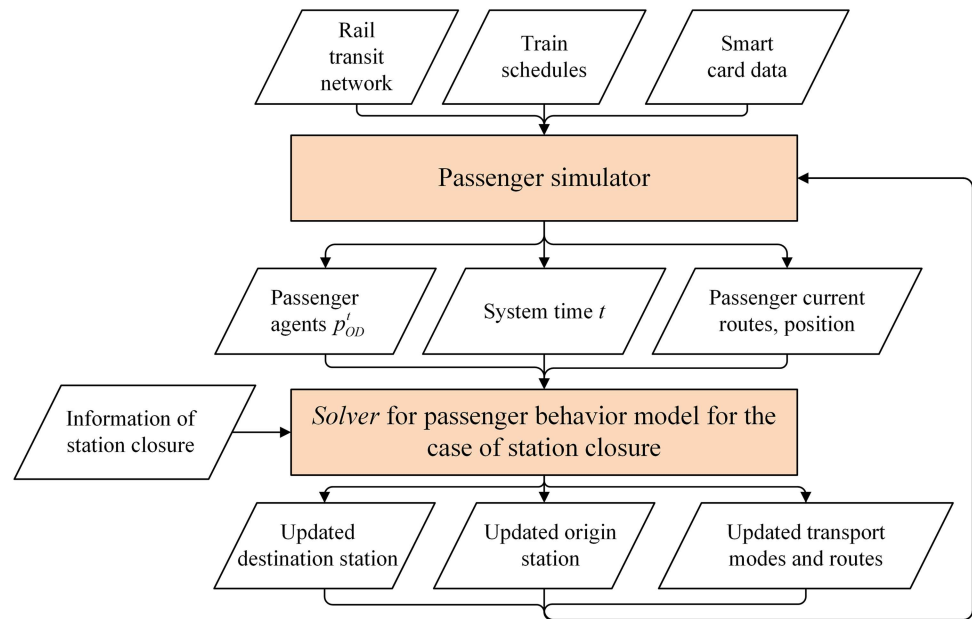 Rail
transit
network
Train
schedules
Smart
card data
Passenger simulator
Passenger
agents p_{OD}^{t}
System time t
Passenger current
routes, position
Information of
station closure
Solver for passenger behavior model for the
case of station closure
Updated
destination station
Updated origin
station
Updated transport
modes and routes